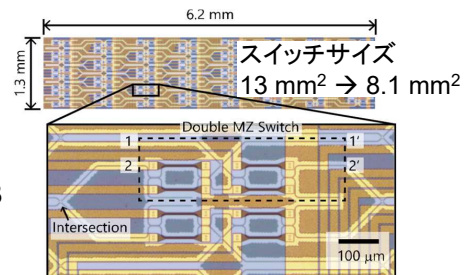 6.2 mm
1.3 mm
スイッチサイズ
13 mm² → 8.1 mm²
Double MZ Switch
1 1'
2 2'
Intersection
100 μm